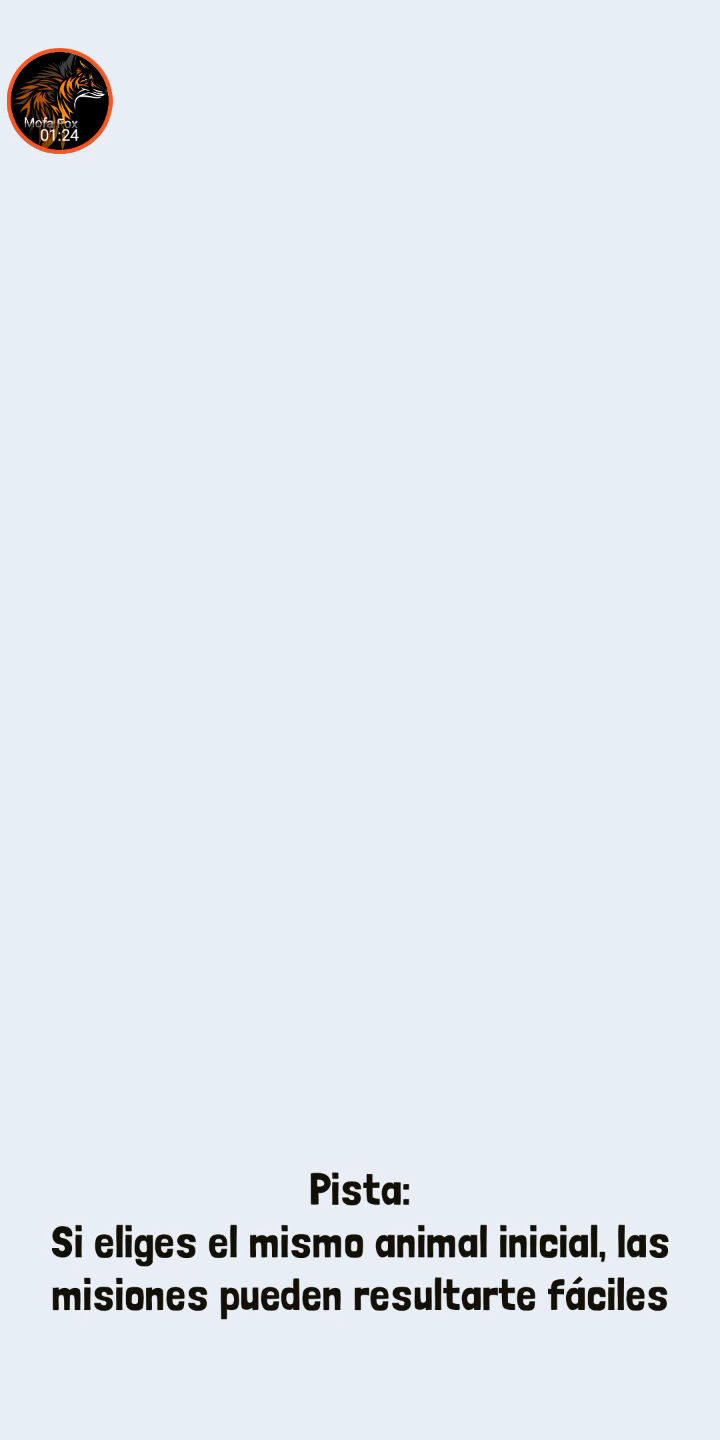 Mofa Fox
01:24
Pista:
Si eliges el mismo animal inicial, las
misiones pueden resultarte fáciles